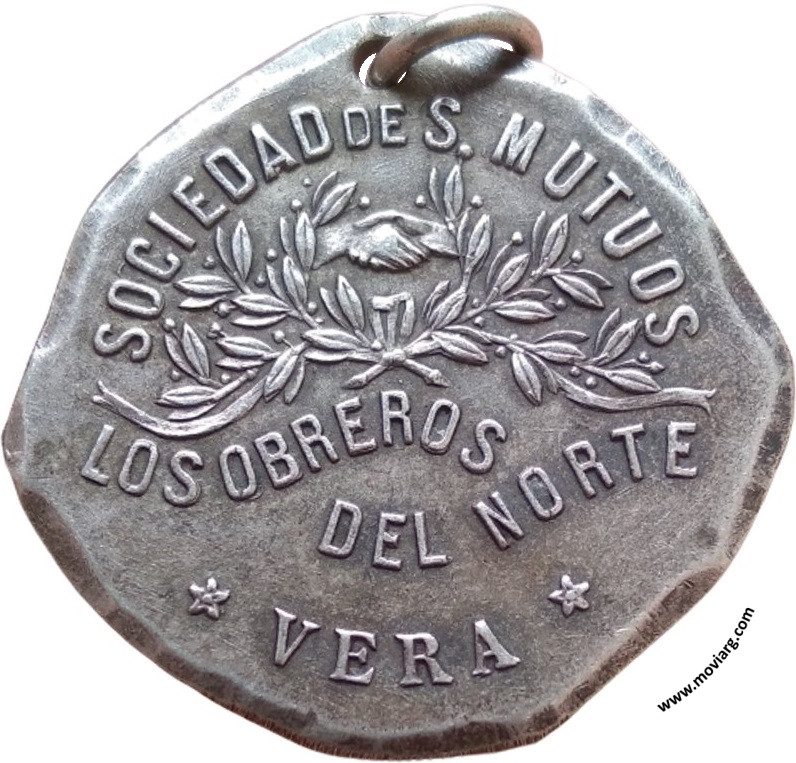 SOCIEDAD DE S. MUTUOS
LOS OBREROS
DEL NORTE
VERA
www.moviarg.com